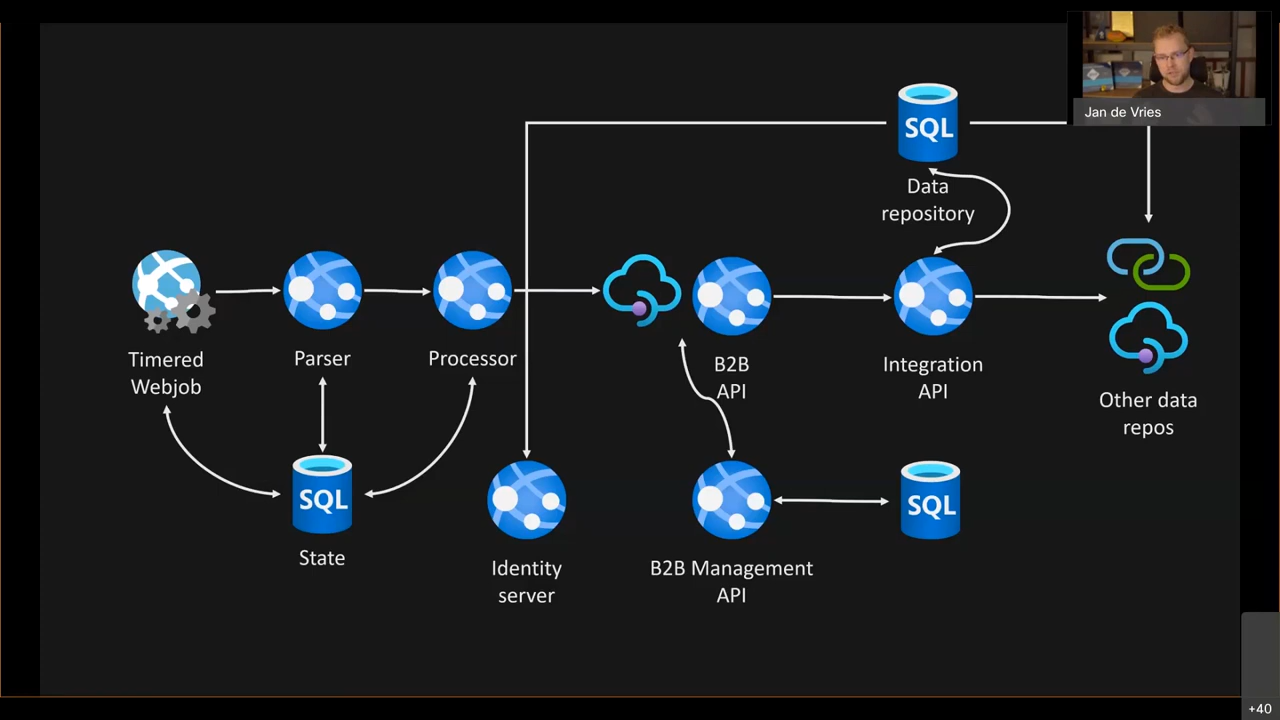 Jan de Vries
SQL
Data
repository
Timered
Webjob
Parser
Processor
B2B
API
Integration
API
Other data
repos
SQL
State
Identity
server
B2B Management
API
SQL
+40